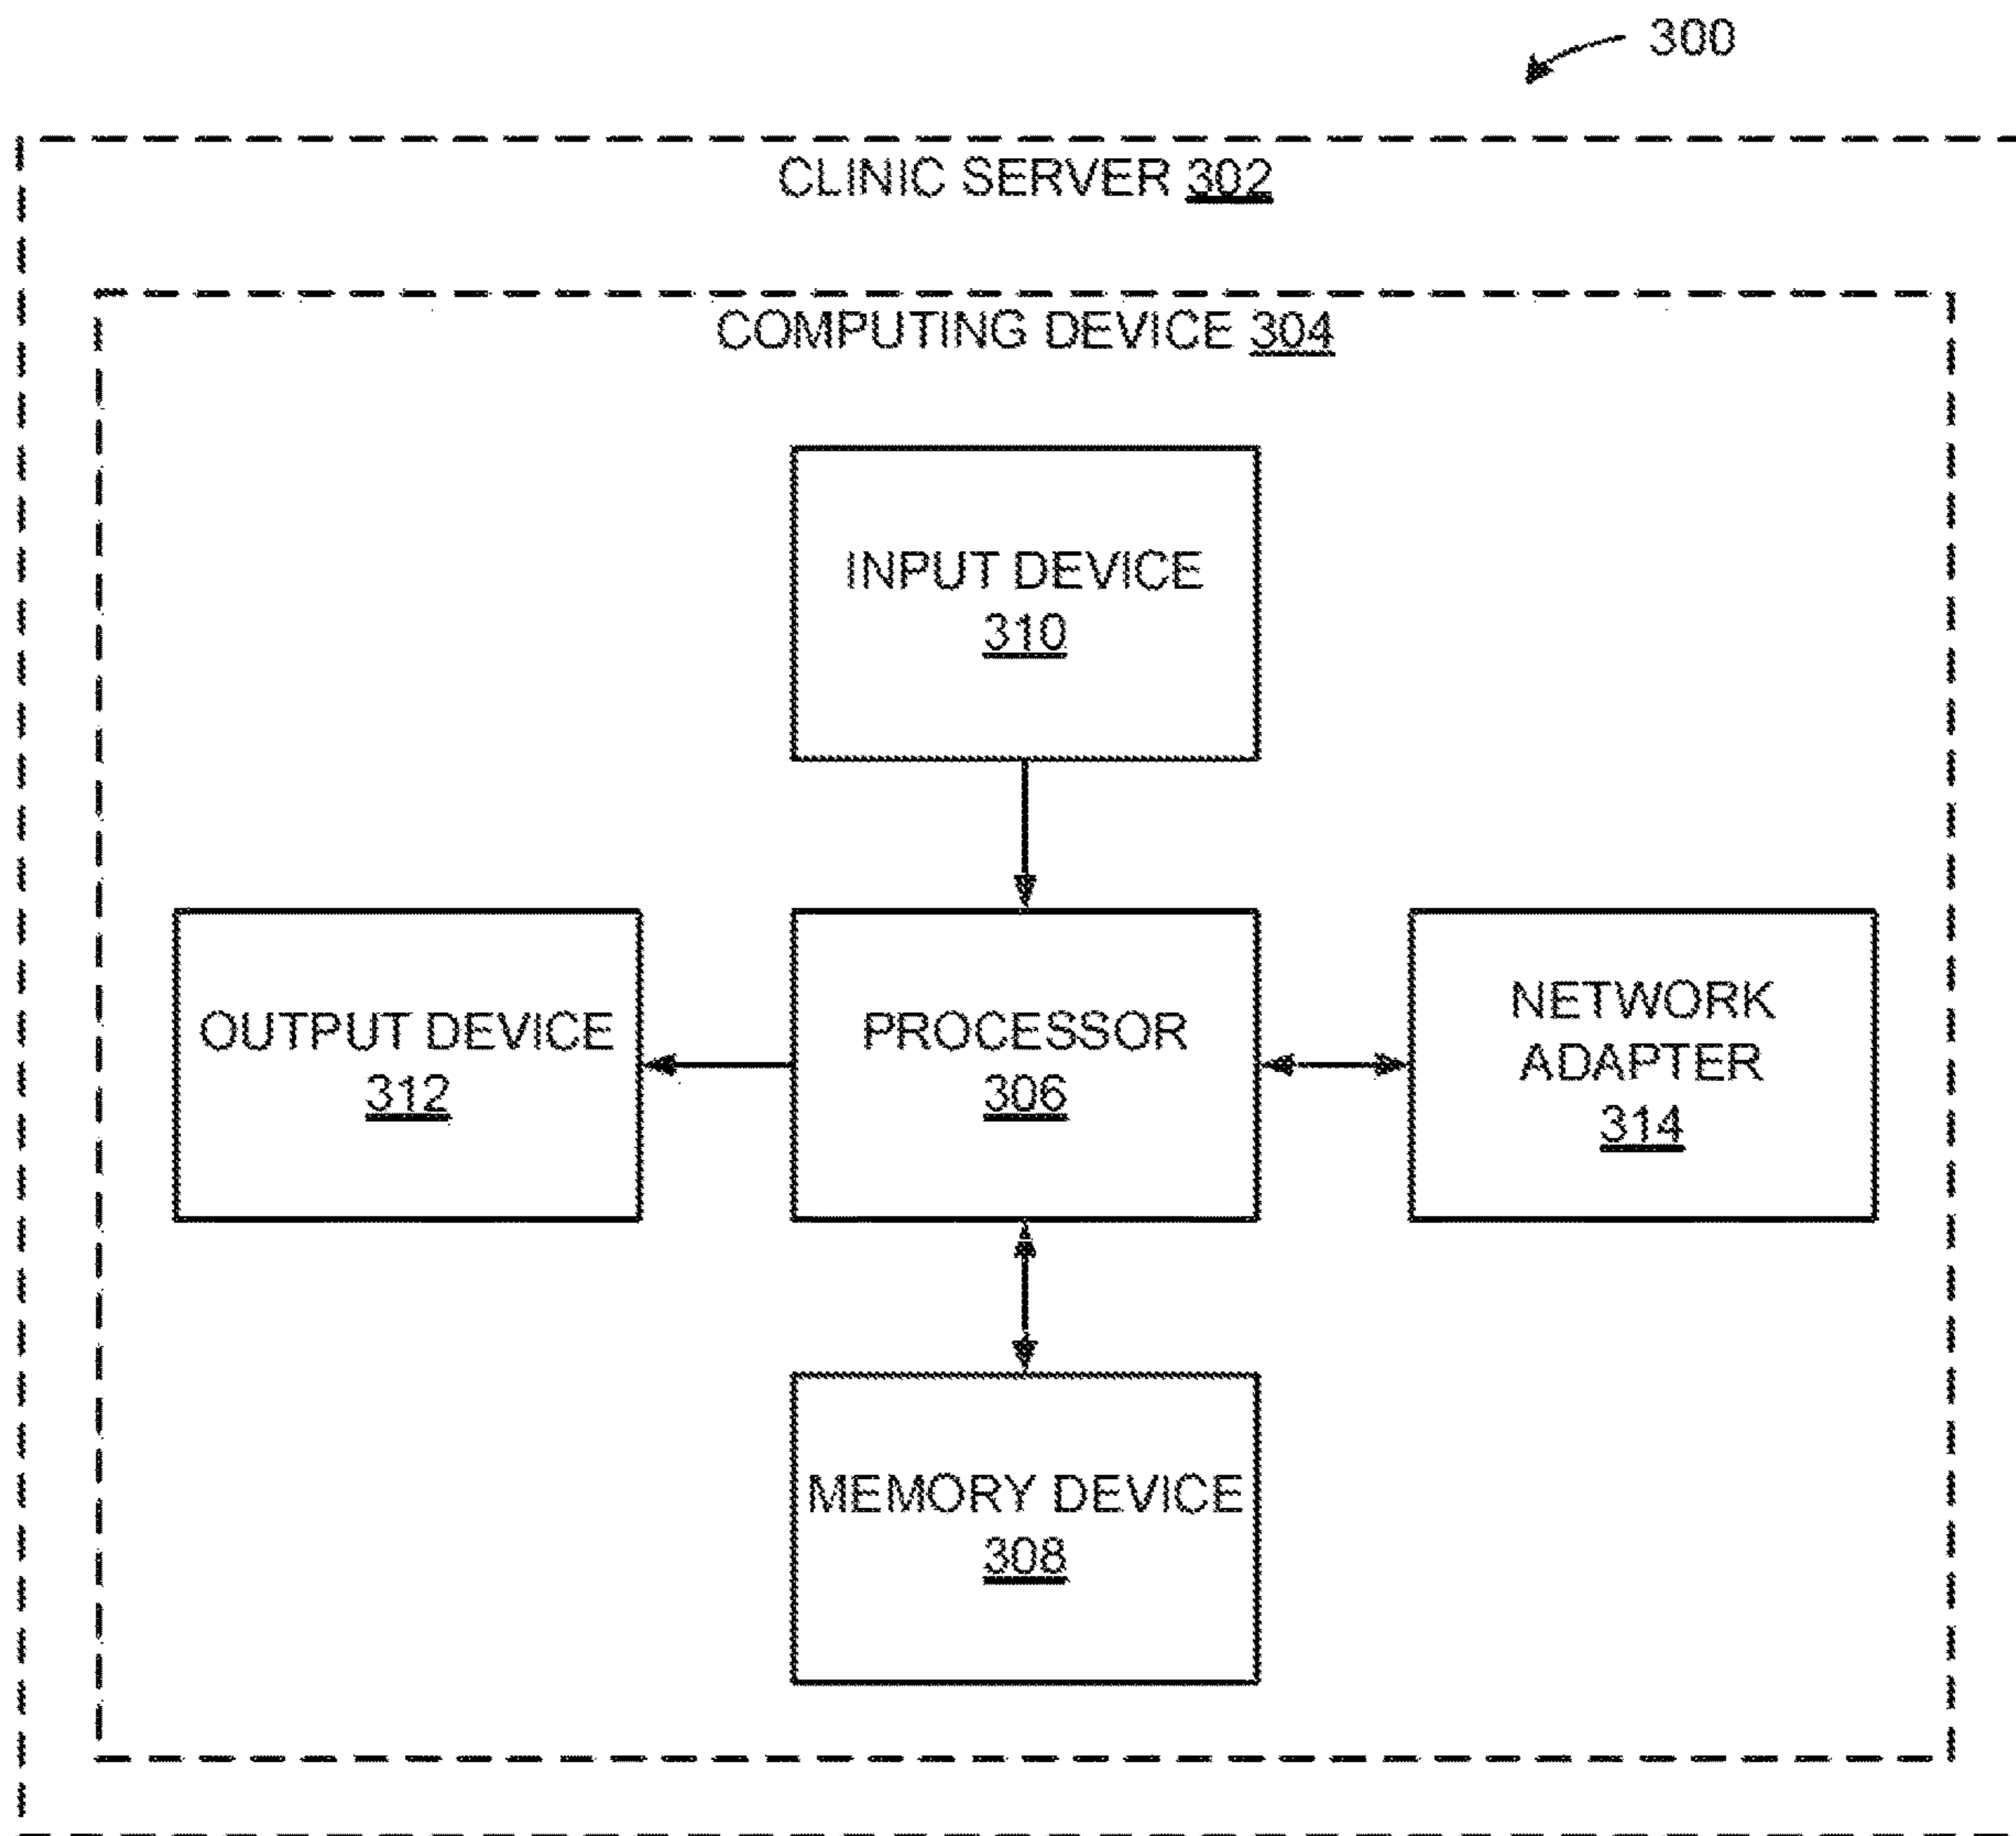 300
CLINIC SERVER 302
COMPUTING DEVICE 304
INPUT DEVICE
310
OUTPUT DEVICE
312
PROCESSOR
306
NETWORK
ADAPTER
314
MEMORY DEVICE
308